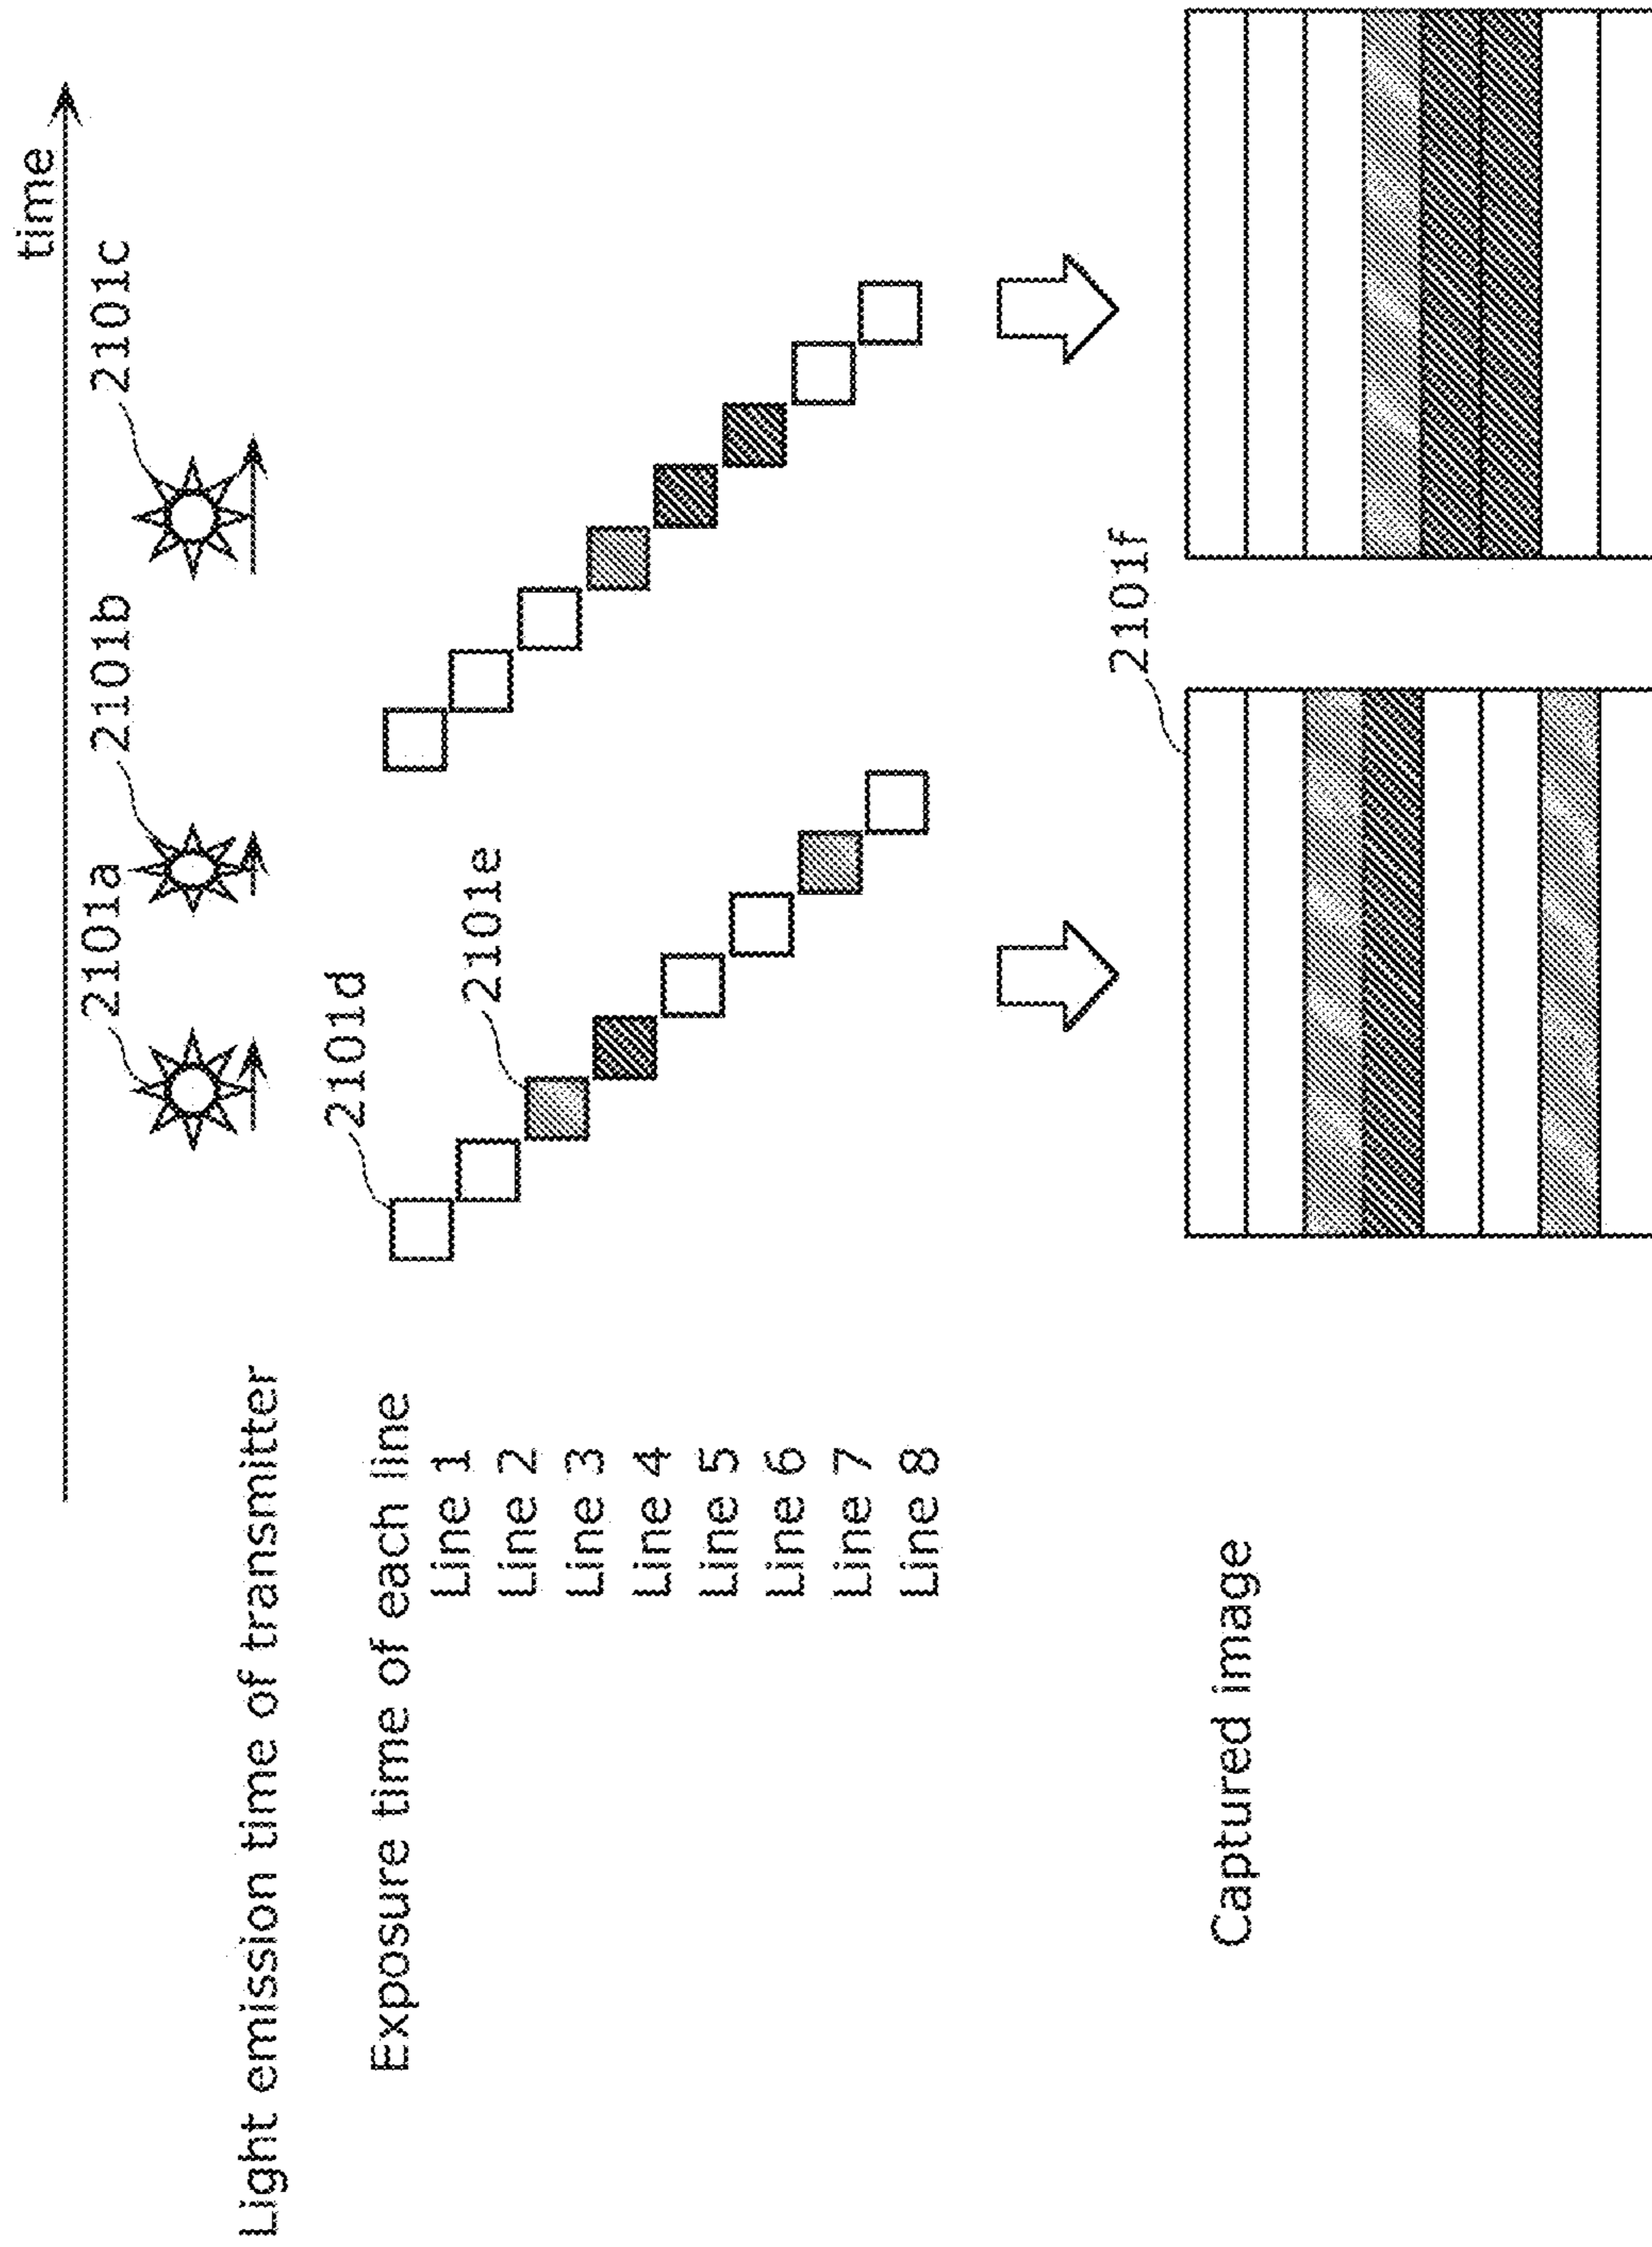 time
2101a
2101b
2101c
Light emission time of transmitter
2101d
Exposure time of each line
Line 1
Line 2
2101e
Line 3
Line 4
Line 5
Line 6
Line 7
Line 8
2101f
Captured image